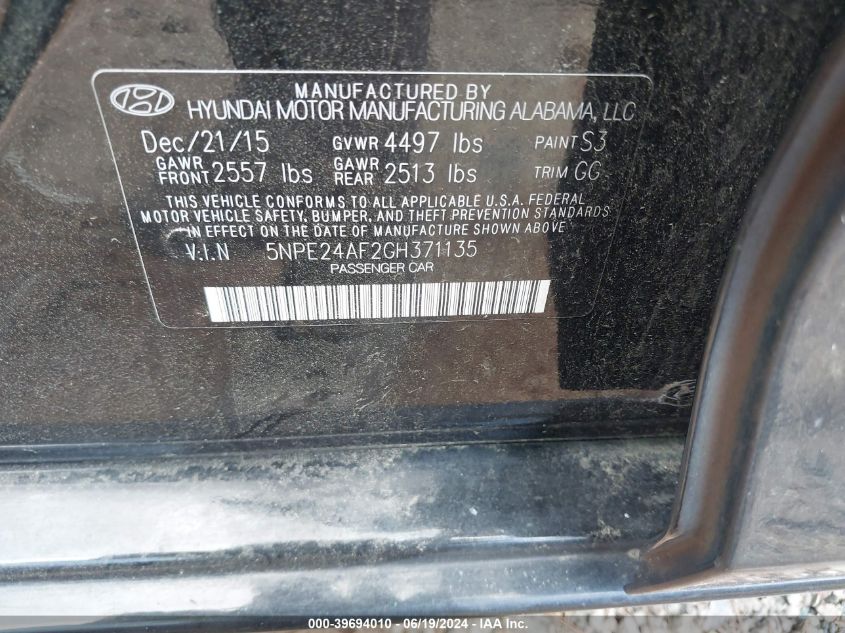 MANUFACTURED BY
HYUNDAI MOTOR MANUFACTURING ALABAMA, LLC
Dec/21/15 GVWR 4497 lbs PAINT S3
GAWR FRONT 2557 lbs GAWR REAR 2513 lbs TRIM GG
THIS VEHICLE CONFORMS TO ALL APPLICABLE U.S.A. FEDERAL
MOTOR VEHICLE SAFETY, BUMPER, AND THEFT PREVENTION STANDARDS
IN EFFECT ON THE DATE OF MANUFACTURE SHOWN ABOVE.
V.I.N 5NPE24AF2GH371135
PASSENGER CAR
000-39694010 - 06/19/2024 - IAA Inc.